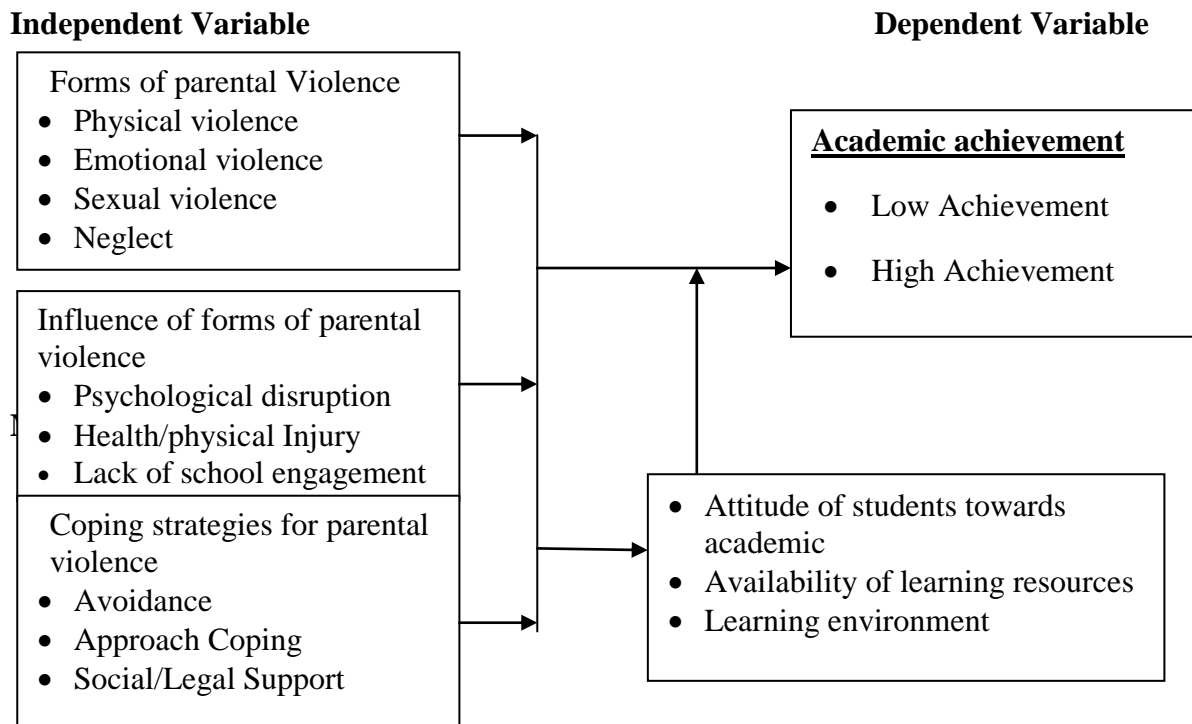 Independent Variable
Dependent Variable
Forms of parental Violence
• Physical violence
• Emotional violence
• Sexual violence
• Neglect
Academic achievement
• Low Achievement
• High Achievement
Influence of forms of parental
violence
• Psychological disruption
• Health/physical Injury
• Lack of school engagement
Coping strategies for parental
violence
• Avoidance
• Approach Coping
• Social/Legal Support
• Attitude of students towards
academic
• Availability of learning resources
• Learning environment